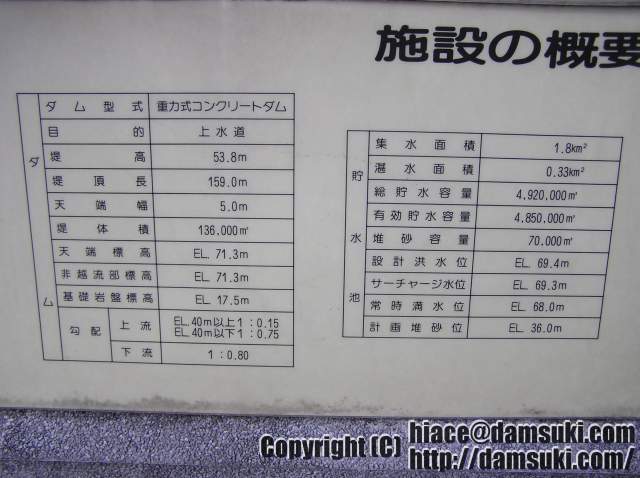 施設の概要
ダム
ダム型式 重力式コンクリートダム
目的 上水道
堤高 53.8m
堤頂長 159.0m
天端幅 5.0m
堤体積 136.000㎥
天端標高 EL. 71.3m
非越流部標高 EL. 71.3m
基礎岩盤標高 EL 17.5m
勾配 上流 EL.40m以上1:0.15
EL.40m以下1:0.75
下流 1:0.80
貯水池
集水面積 1.8km²
湛水面積 0.33km²
総貯水容量 4,920.000㎥
有効貯水容量 4,850.000㎥
堆砂容量 70.000㎥
設計洪水位 EL. 69.4m
サーチャージ水位 EL. 69.3m
常時満水位 EL. 68.0m
計画堆砂位 EL. 36.0m
Copyright (C) hiace@damsuki.com
http://damsuki.com/